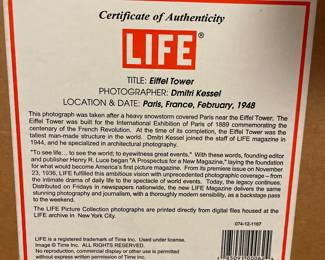 Certificate of Authenticity
LIFE®
TITLE: Eiffel Tower
PHOTOGRAPHER: Dmitri Kessel
LOCATION & DATE: Paris, France, February, 1948
This photograph was taken after a heavy snowstorm covered Paris near the Eiffel Tower. The
Eiffel Tower was built for the International Exhibition of Paris of 1889 commemorating the
centenary of the French Revolution. At the time of its completion, the Eiffel Tower was the
tallest man-made structure in the world. Dmitri Kessel joined the staff of LIFE magazine in
1944, and he specialized in architectural photography.
"To see life... to see the world; to eyewitness great events." With these words, founding editor
and publisher Henry R. Luce began "A Prospectus for a New Magazine", laying the foundation
for what would become America's first picture magazine. From its premiere issue on November
23, 1936, LIFE fulfilled this ambitious vision with unprecedented photographic coverage – from
the intimate drama of daily life to the spectacle of world events. Today, the legacy continues.
Distributed on Fridays in newspapers nationwide, the new LIFE Magazine delivers the same
stunning photography and journalism, with a thoroughly modern sensibility, as a backstage pass
to the weekend.
The LIFE Picture Collection photographs are printed directly from digital files housed at the
LIFE archive in New York City.
074-12-1167
LIFE is a registered trademark of Time Inc. Used under license.
Image © Time Inc. All rights reserved. No copying or
reproduction of this image is permitted without
express written permission from Time Inc.